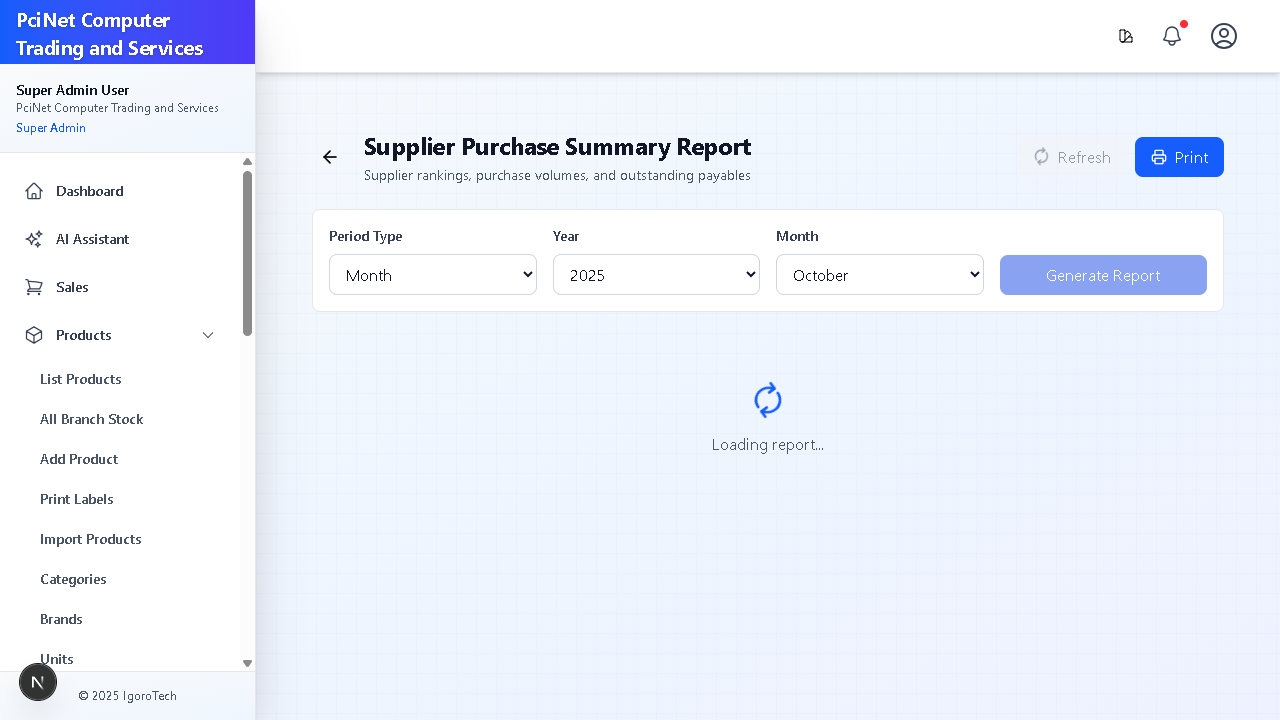 PciNet Computer
Trading and Services
Super Admin User
PciNet Computer Trading and Services
Super Admin
Dashboard
AI Assistant
Sales
Products
List Products
All Branch Stock
Add Product
Print Labels
Import Products
Categories
Brands
Units
N
© 2025 IgoroTech
Supplier Purchase Summary Report
Supplier rankings, purchase volumes, and outstanding payables
Refresh
Print
Period Type
Year
Month
Month
2025
October
Generate Report
Loading report...